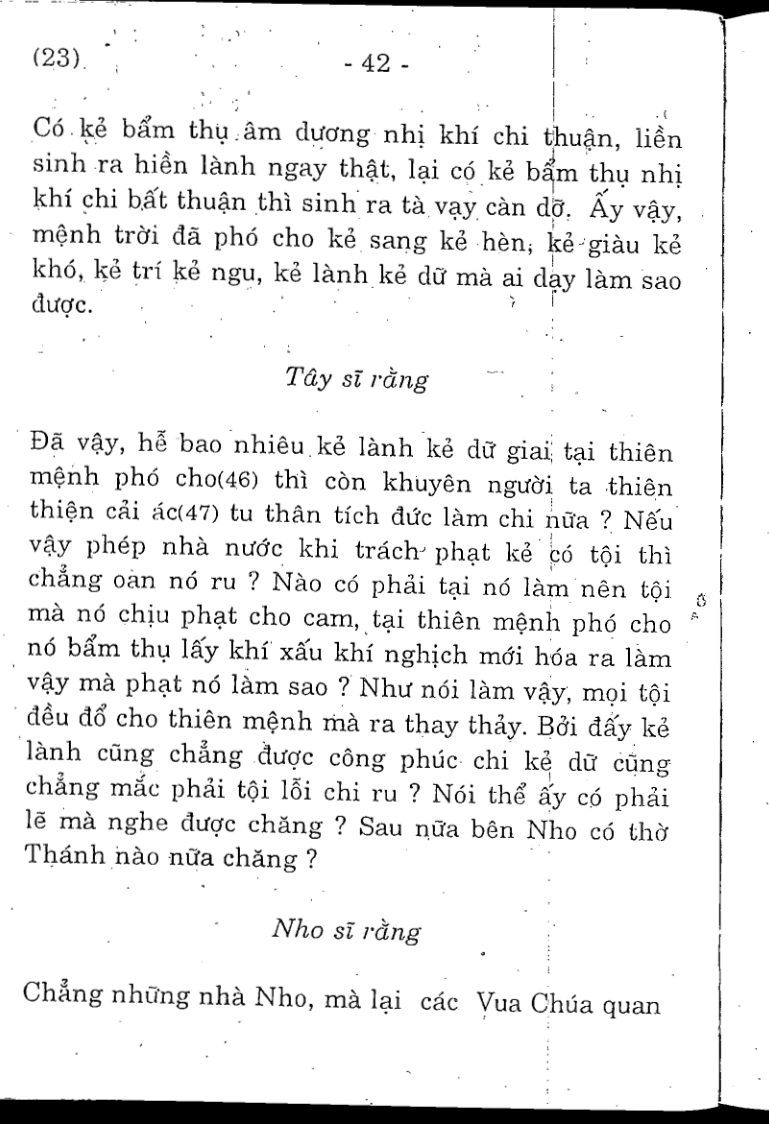 (23)
- 42 -
Có kẻ bẩm thụ âm dương nhị khí chi thuận, liền
sinh ra hiền lành ngay thật, lại có kẻ bẩm thụ nhị
khí chi bất thuận thì sinh ra tà vạy càn dỡ. Ấy vậy,
mệnh trời đã phó cho kẻ sang kẻ hèn, kẻ giàu kẻ
khó, kẻ trí kẻ ngu, kẻ lành kẻ dữ mà ai dạy làm sao
được.
Tây sĩ rằng
Đã vậy, hễ bao nhiêu kẻ lành kẻ dữ giai tại thiên
mệnh phó cho(46) thì còn khuyên người ta thiên
thiện cải ác(47) tu thân tích đức làm chi nữa ? Nếu
vậy phép nhà nước khi trách phạt kẻ có tội thì
chẳng oan nó ru ? Nào có phải tại nó làm nên tội
mà nó chịu phạt cho cam, tại thiên mệnh phó cho
nó bẩm thụ lấy khí xấu khí nghịch mới hóa ra làm
vậy mà phạt nó làm sao ? Như nói làm vậy, mọi tội
đều đổ cho thiên mệnh mà ra thay thảy. Bởi đấy kẻ
lành cũng chẳng được công phúc chi kẻ dữ cũng
chẳng mắc phải tội lỗi chi ru ? Nói thể ấy có phải
lẽ mà nghe được chăng ? Sau nữa bên Nho có thờ
Thánh nào nữa chăng ?
Nho sĩ rằng
Chẳng những nhà Nho, mà lại các Vua Chúa quan